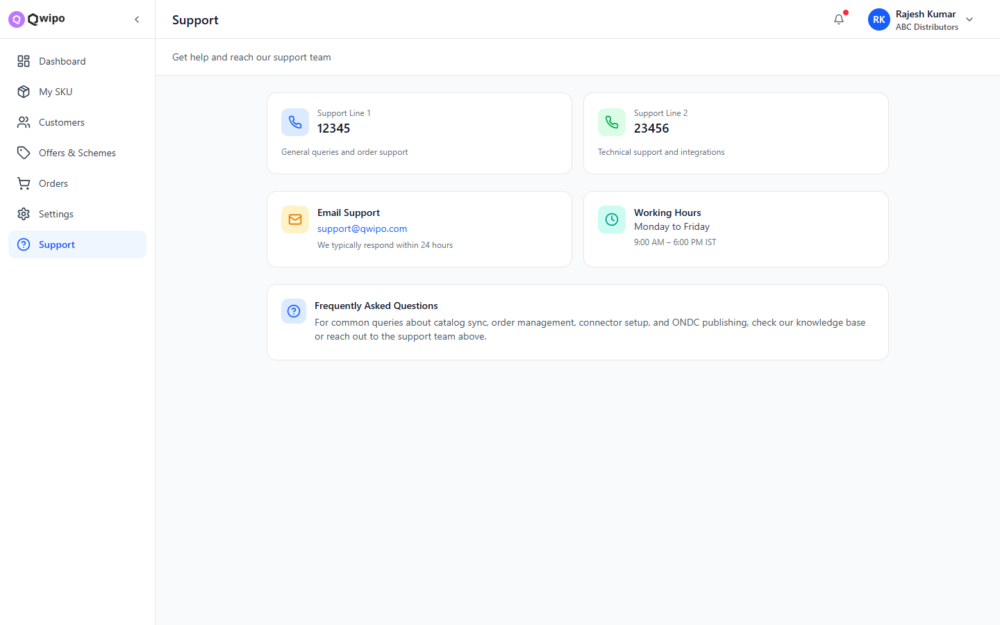 Qwipo
Support
RK
Rajesh Kumar
ABC Distributors
Get help and reach our support team
Dashboard
My SKU
Customers
Offers & Schemes
Orders
Settings
Support
Support Line 1
12345
General queries and order support
Support Line 2
23456
Technical support and integrations
Email Support
support@qwipo.com
We typically respond within 24 hours
Working Hours
Monday to Friday
9:00 AM – 6:00 PM IST
Frequently Asked Questions
For common queries about catalog sync, order management, connector setup, and ONDC publishing, check our knowledge base
or reach out to the support team above.